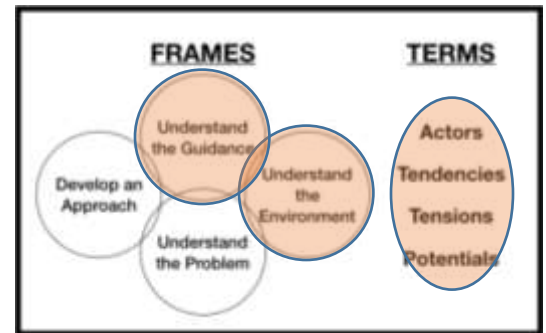 FRAMES
TERMS
Understand
the Guidance
Develop an
Approach
Understand
the
Environment
Understand
the Problem
Actors
Tendencies
Tensions
Potentials